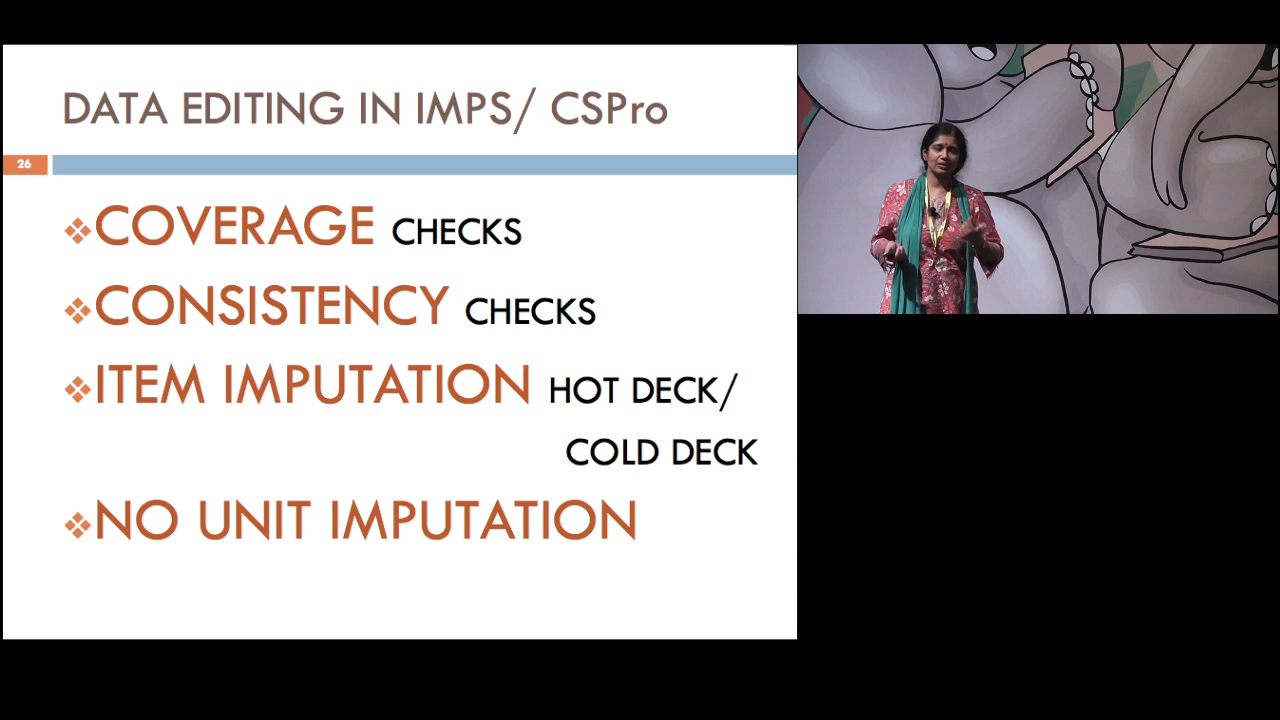 DATA EDITING IN IMPS/ CSPro
26
❖COVERAGE CHECKS
❖CONSISTENCY CHECKS
❖ITEM IMPUTATION HOT DECK/
COLD DECK
❖NO UNIT IMPUTATION